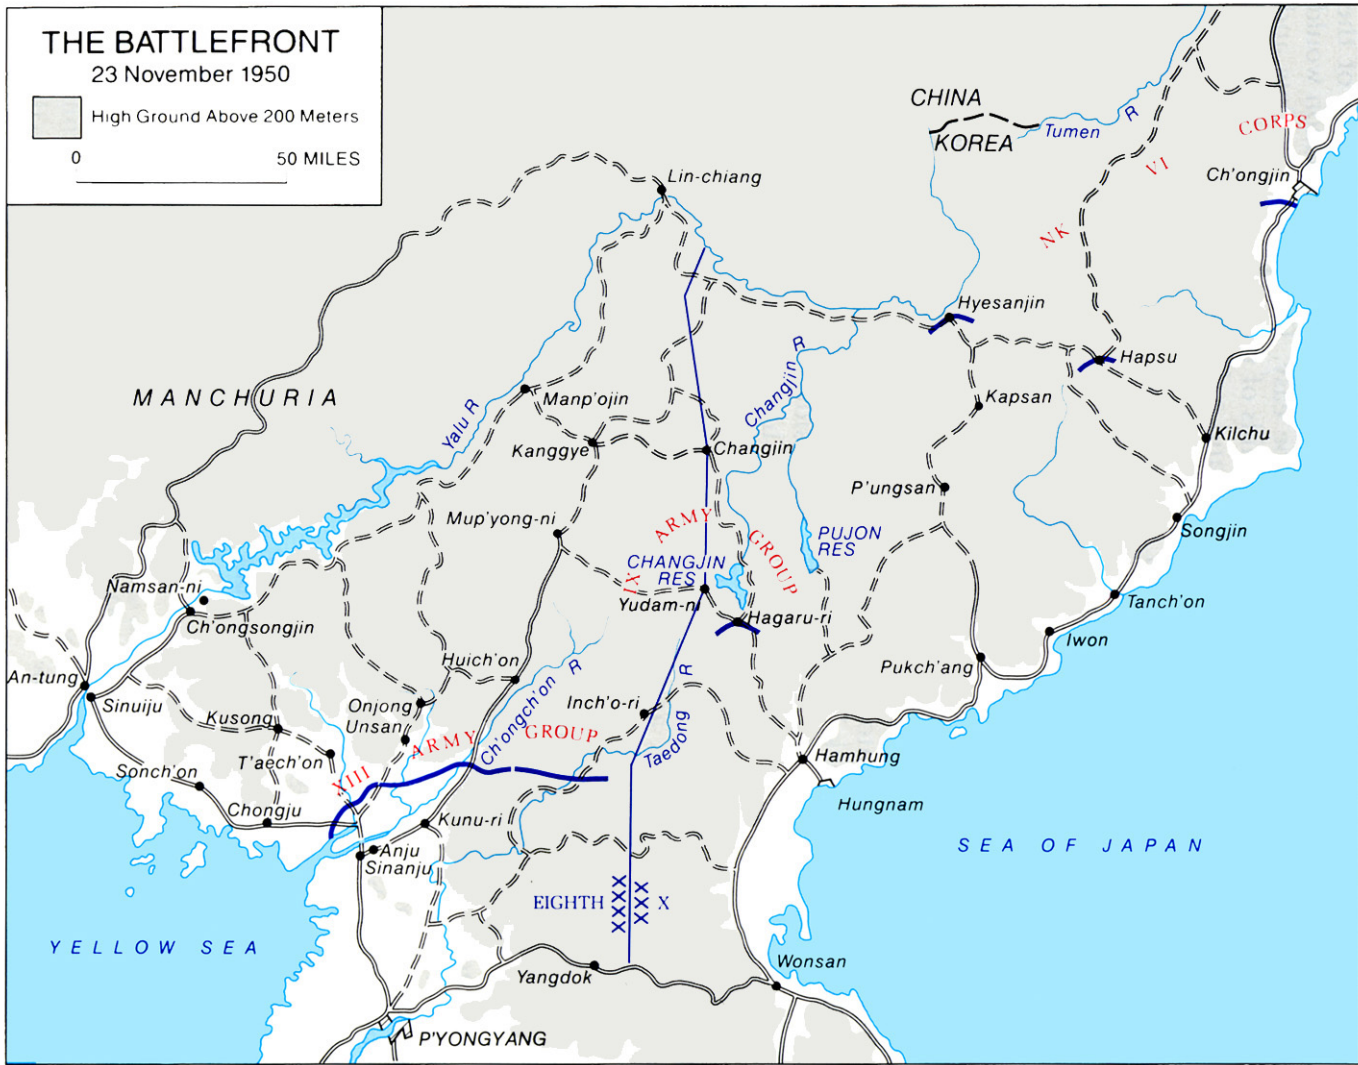 THE BATTLEFRONT
23 November 1950
High Ground Above 200 Meters
0 50 MILES
CHINA
KOREA
Tumen R
NK VI CORPS
Ch'ongjin
Lin-chiang
Hyesanjin
Hapsu
MANCHURIA
Yalu R
Manp'ojin
Changjin R
Kapsan
Kanggye
Changjin
Kilchu
P'ungsan
Mup'yong-ni
IX ARMY GROUP
PUJON
RES
Songjin
CHANGJIN
RES
Namsan-ni
Yudam-ni
Tanch'on
Ch'ongsongjin
Hagaru-ri
Iwon
Huich'on
Pukch'ang
An-tung
Sinuiju
Onjong
Unsan
Ch'ongch'on R
Inch'o-ri
Kusong
T'aech'on
XIII ARMY GROUP
Taedong R
Hamhung
Sonch'on
Chongju
Hungnam
Kunu-ri
Anju
Sinanju
SEA OF JAPAN
EIGHTH XXXX XXX X
YELLOW SEA
Yangdok
Wonsan
P'YONGYANG